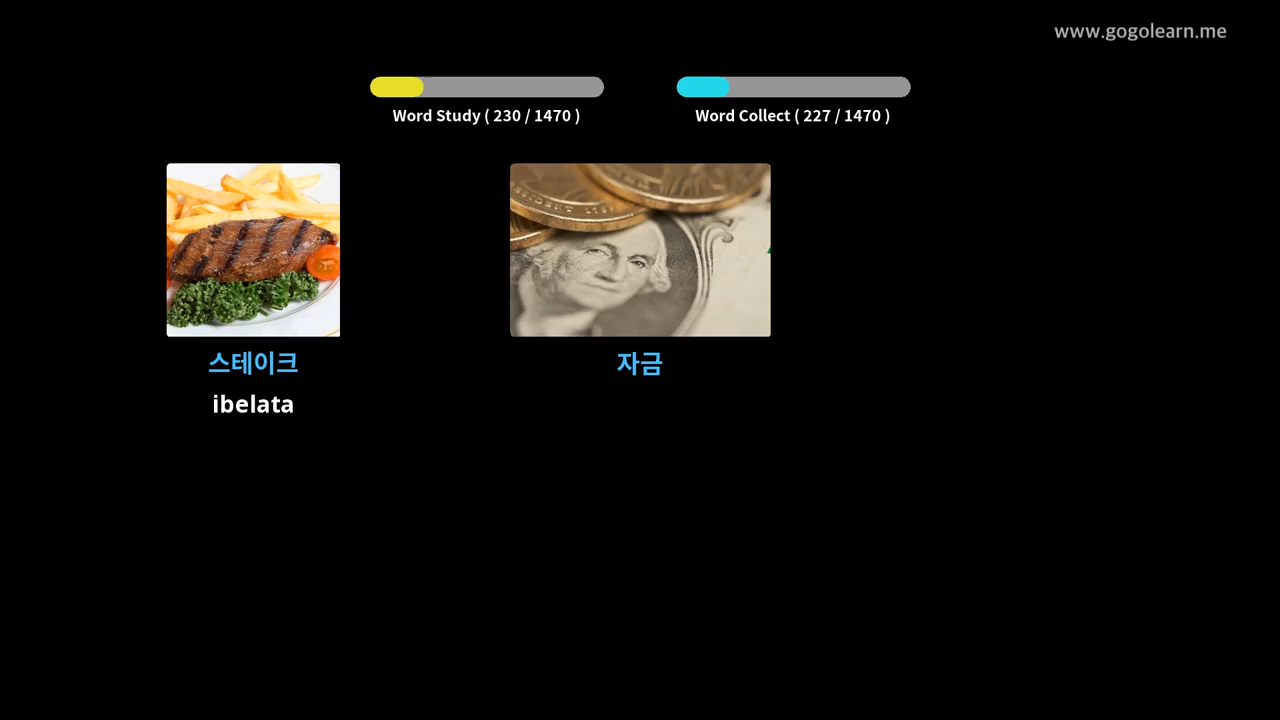 www.gogolearn.me
Word Study ( 230 / 1470 )
Word Collect ( 227 / 1470 )
스테이크
ibelata
자금